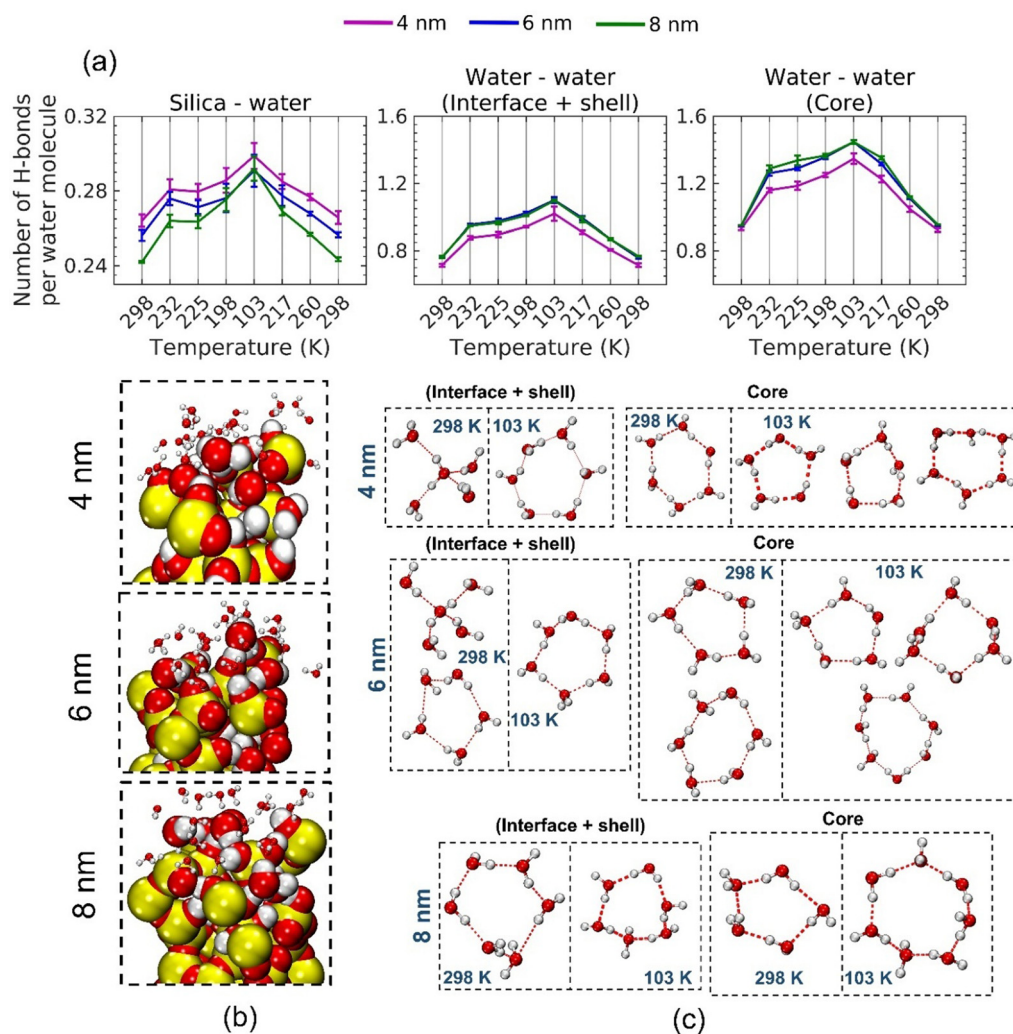 4 nm 6 nm 8 nm
(a)
Number of H-bonds
per water molecule
Silica - water
0.32
0.28
0.24
298 232 225 198 103 217 260 298
Temperature (K)
Water - water
(Interface + shell)
1.6
1.2
0.8
298 232 225 198 103 217 260 298
Temperature (K)
Water - water
(Core)
1.6
1.2
0.8
298 232 225 198 103 217 260 298
Temperature (K)
4 nm
6 nm
8 nm
(b)
(Interface + shell) Core
4 nm
298 K 103 K 298 K 103 K
(Interface + shell) Core
6 nm
298 K 103 K 298 K 103 K
(Interface + shell) Core
8 nm
298 K 103 K 298 K 103 K
(c)